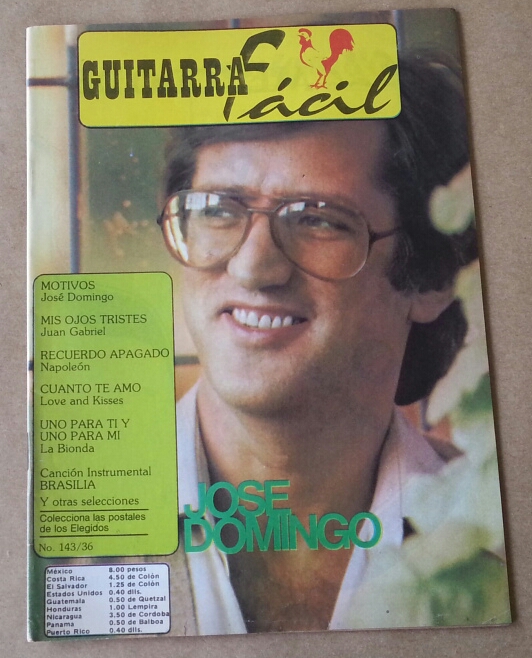 GUITARRA Fácil
MOTIVOS
José Domingo
MIS OJOS TRISTES
Juan Gabriel
RECUERDO APAGADO
Napoleón
CUANTO TE AMO
Love and Kisses
UNO PARA TI Y
UNO PARA MI
La Bionda
Canción Instrumental
BRASILIA
Y otras selecciones
Colecciona las postales
de los Elegidos
No. 143/36
JOSE
DOMINGO
México 8.00 pesos
Costa Rica 4.50 de Colón
El Salvador 1.25 de Colón
Estados Unidos 0.40 dlls.
Guatemala 0.50 de Quetzal
Honduras 1.00 Lempira
Nicaragua 3.50 de Cordoba
Panama 0.50 de Balboa
Puerto Rico 0.40 dlls.